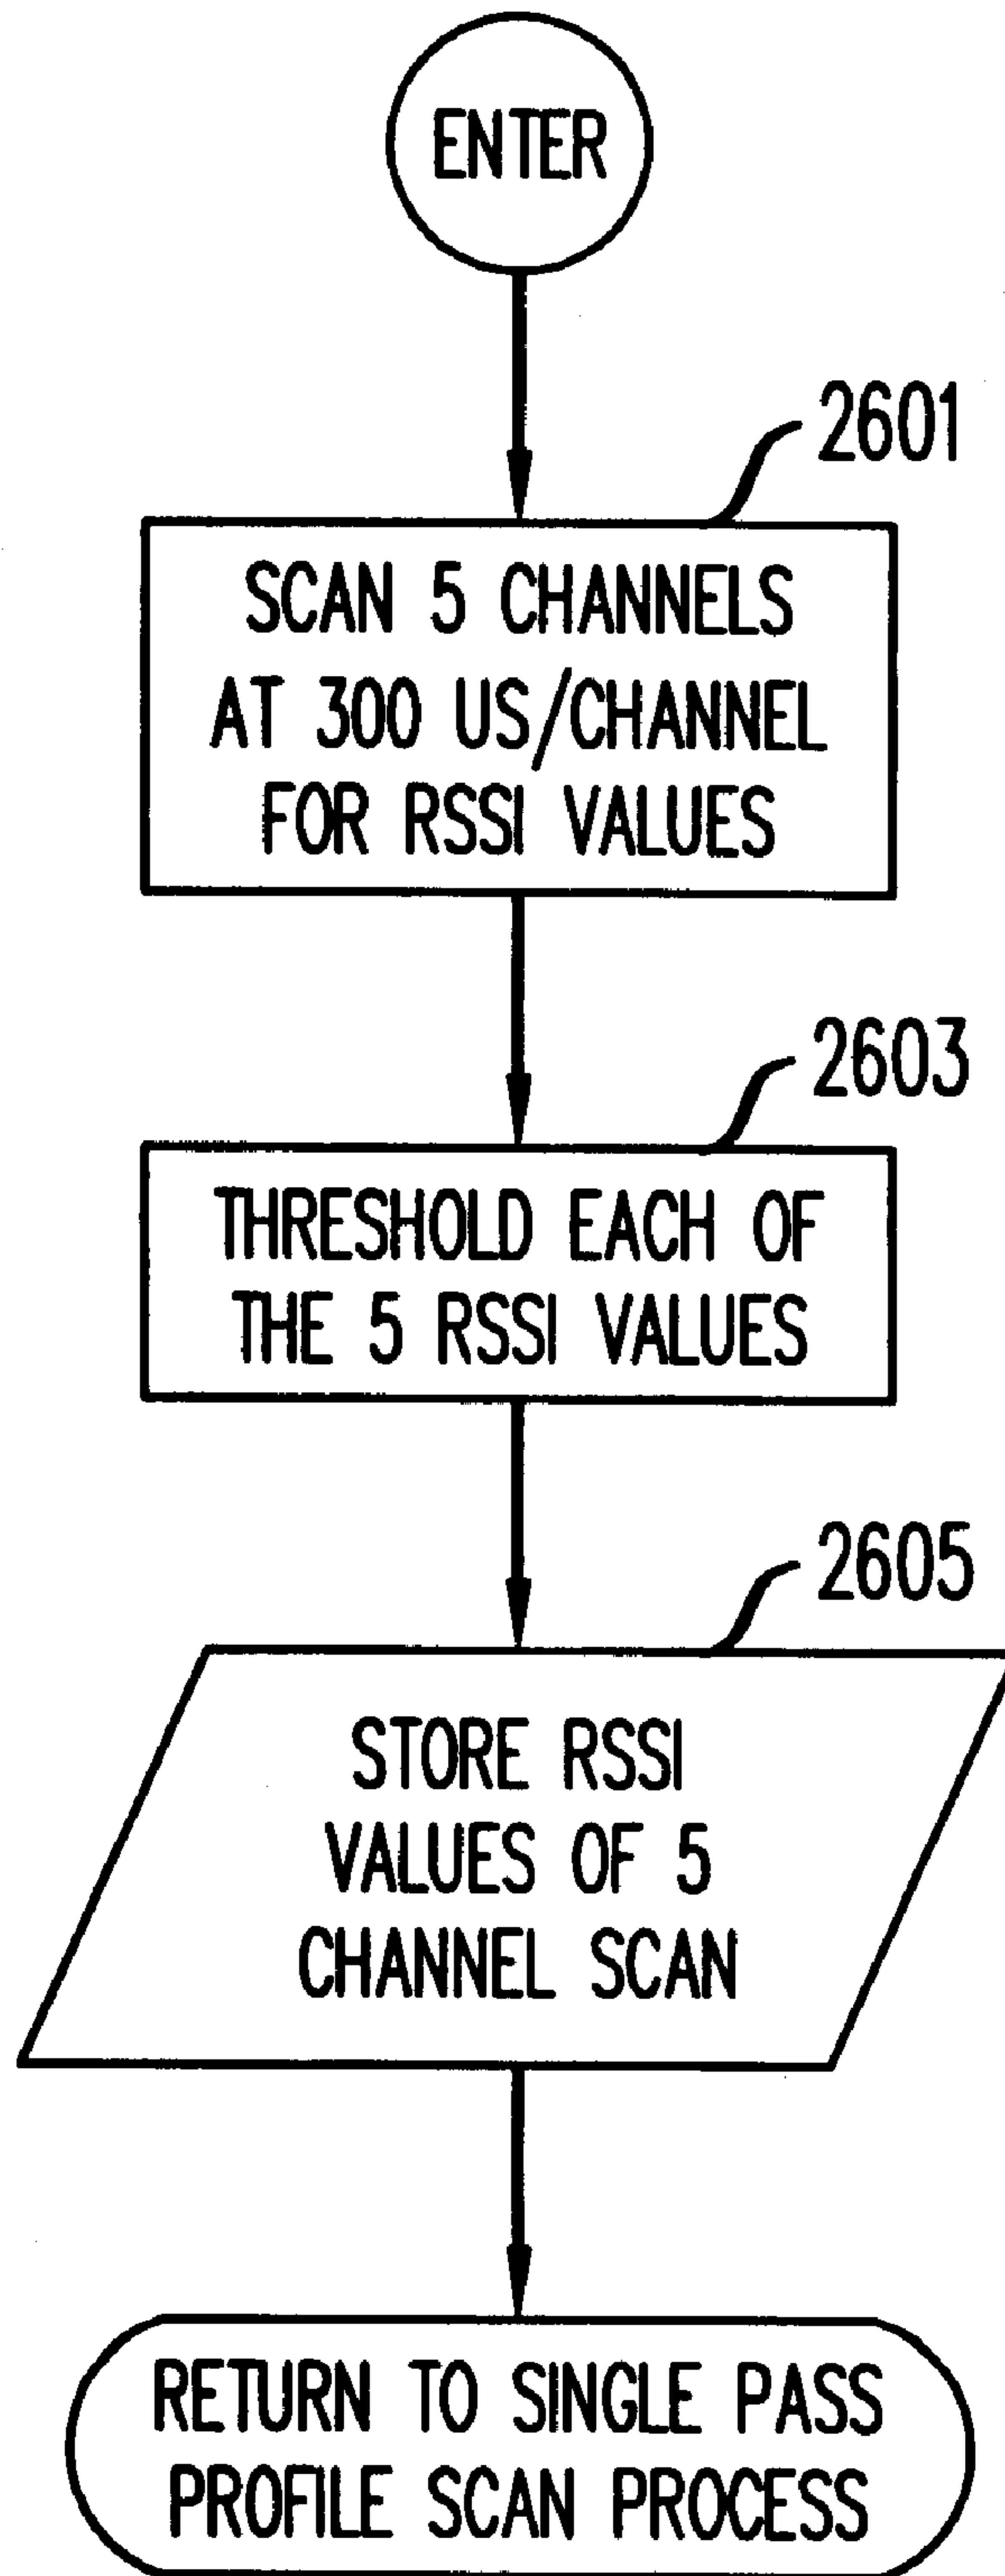 ENTER
2601
SCAN 5 CHANNELS
AT 300 US/CHANNEL
FOR RSSI VALUES
2603
THRESHOLD EACH OF
THE 5 RSSI VALUES
2605
STORE RSSI
VALUES OF 5
CHANNEL SCAN
RETURN TO SINGLE PASS
PROFILE SCAN PROCESS